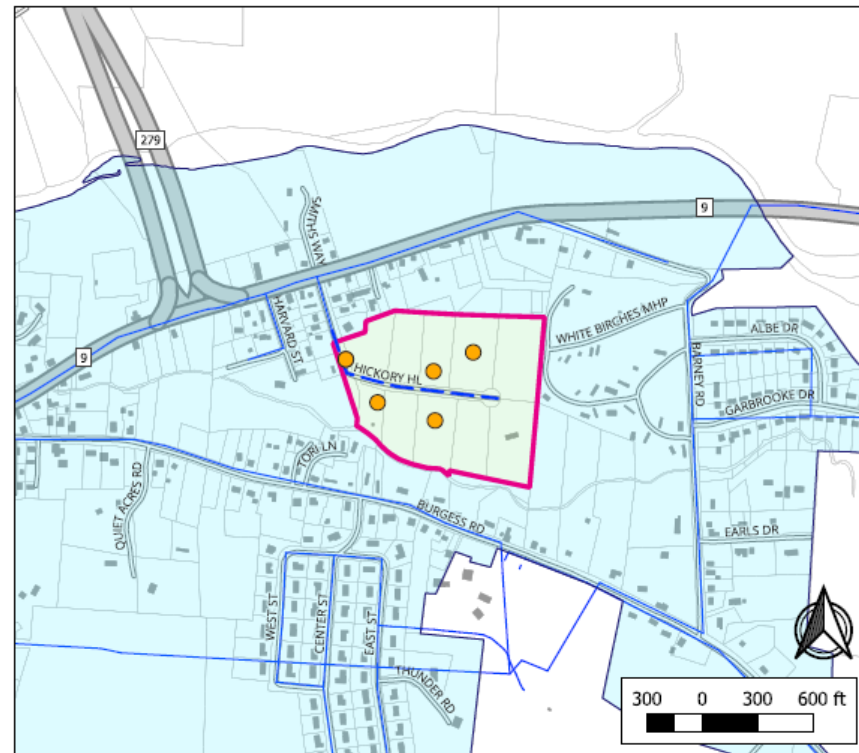 279
SMITHS WAY
9
HARVARD ST
WHITE BIRCHES MHP
ALBE DR
BARNEY RD
9
HICKORY HL
GARBROOKE DR
TORI LN
QUIET ACRES RD
BURGESS RD
EARLS DR
WEST ST
CENTER ST
EAST ST
THUNDER RD
300 0 300 600 ft